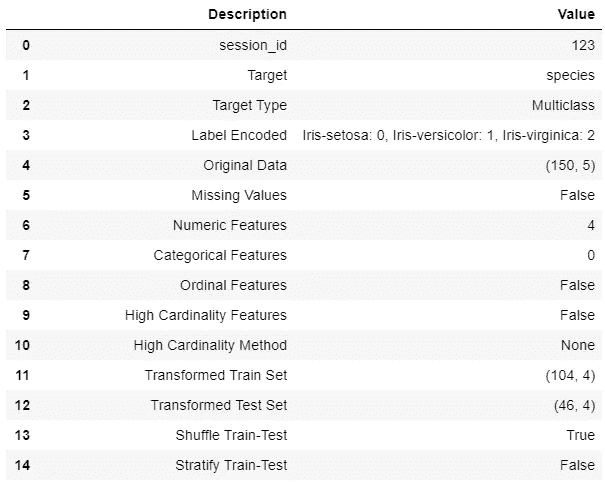 Description Value
0 session_id 123
1 Target species
2 Target Type Multiclass
3 Label Encoded Iris-setosa: 0, Iris-versicolor: 1, Iris-virginica: 2
4 Original Data (150, 5)
5 Missing Values False
6 Numeric Features 4
7 Categorical Features 0
8 Ordinal Features False
9 High Cardinality Features False
10 High Cardinality Method None
11 Transformed Train Set (104, 4)
12 Transformed Test Set (46, 4)
13 Shuffle Train-Test True
14 Stratify Train-Test False